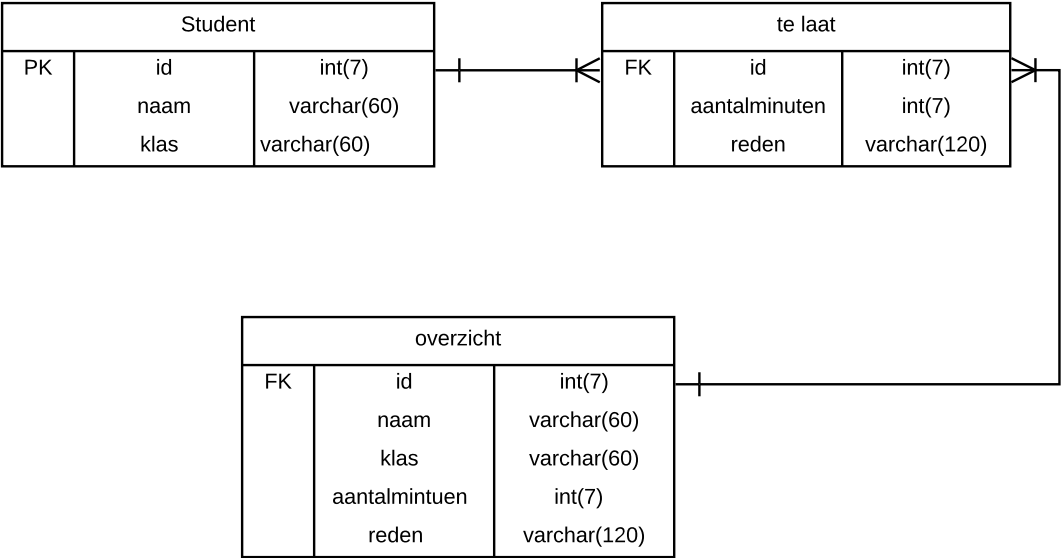 Student
PK id int(7)
naam varchar(60)
klas varchar(60)
te laat
FK id int(7)
aantalminuten int(7)
reden varchar(120)
overzicht
FK id int(7)
naam varchar(60)
klas varchar(60)
aantalmintuen int(7)
reden varchar(120)